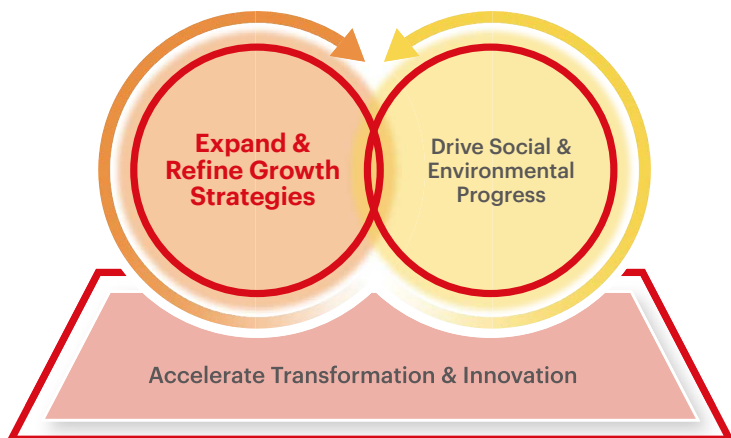 Expand &
Refine Growth
Strategies
Drive Social &
Environmental
Progress
Accelerate Transformation & Innovation